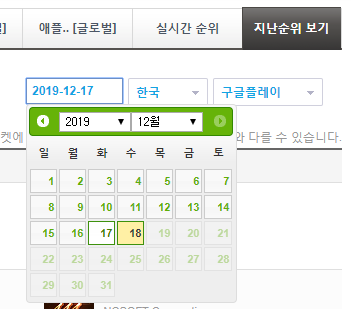 ] 애플.. [글로벌] 실시간 순위 지난순위 보기
2019-12-17 한국 구글플레이
2019 12월
켓에 와 다를 수 있습니다.
일 월 화 수 목 금 토
1 2 3 4 5 6 7
8 9 10 11 12 13 14
15 16 17 18 19 20 21
22 23 24 25 26 27 28
29 30 31